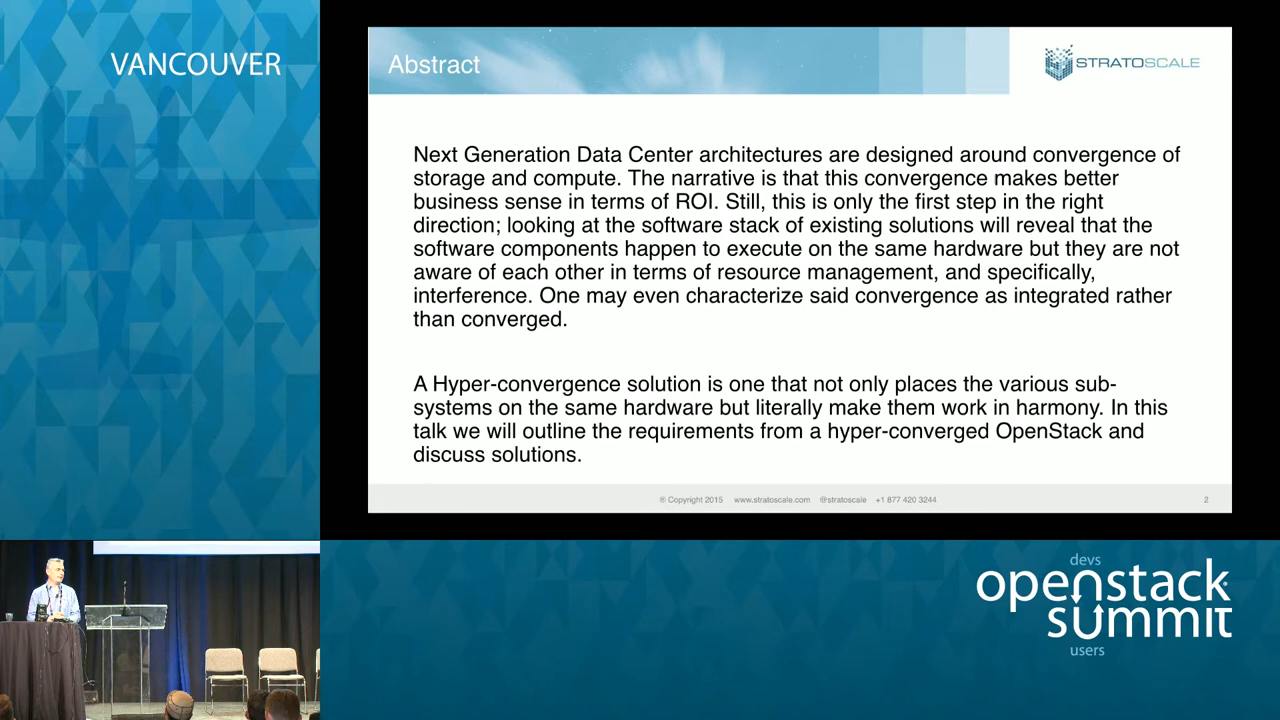 VANCOUVER
Abstract
STRATOSCALE
Next Generation Data Center architectures are designed around convergence of
storage and compute. The narrative is that this convergence makes better
business sense in terms of ROI. Still, this is only the first step in the right
direction; looking at the software stack of existing solutions will reveal that the
software components happen to execute on the same hardware but they are not
aware of each other in terms of resource management, and specifically,
interference. One may even characterize said convergence as integrated rather
than converged.
A Hyper-convergence solution is one that not only places the various sub-
systems on the same hardware but literally make them work in harmony. In this
talk we will outline the requirements from a hyper-converged OpenStack and
discuss solutions.
® Copyright 2015 www.stratoscale.com @stratoscale +1 877 420 3244 2
devs
openstack
summit
users